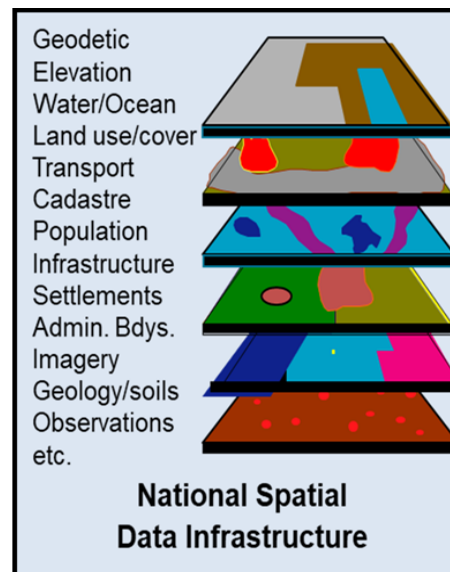 Geodetic
Elevation
Water/Ocean
Land use/cover
Transport
Cadastre
Population
Infrastructure
Settlements
Admin. Bdys.
Imagery
Geology/soils
Observations
etc.
National Spatial
Data Infrastructure